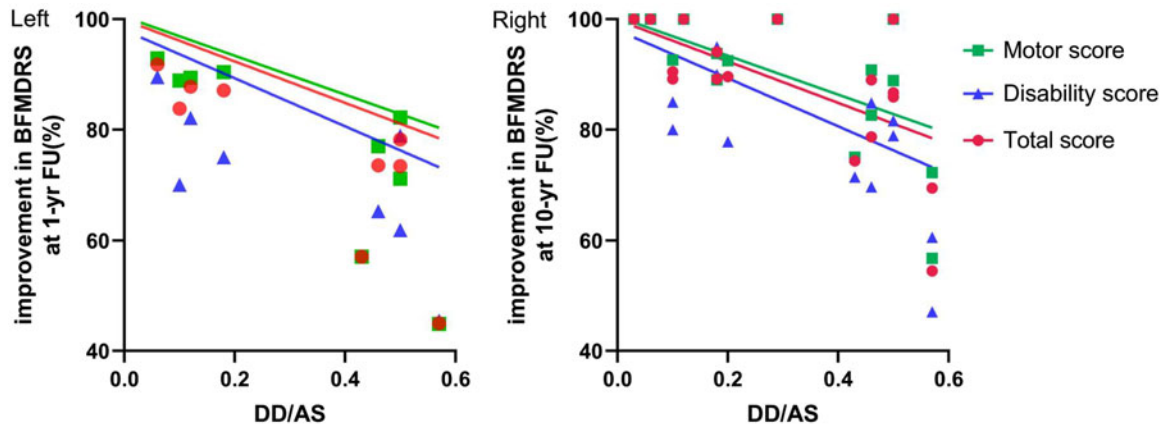 Left
improvement in BFMDRS
at 1-yr FU(%)
100
80
60
40
0.0 0.2 0.4 0.6
DD/AS
Right
improvement in BFMDRS
at 10-yr FU(%)
100
80
60
40
0.0 0.2 0.4 0.6
DD/AS
Motor score
Disability score
Total score